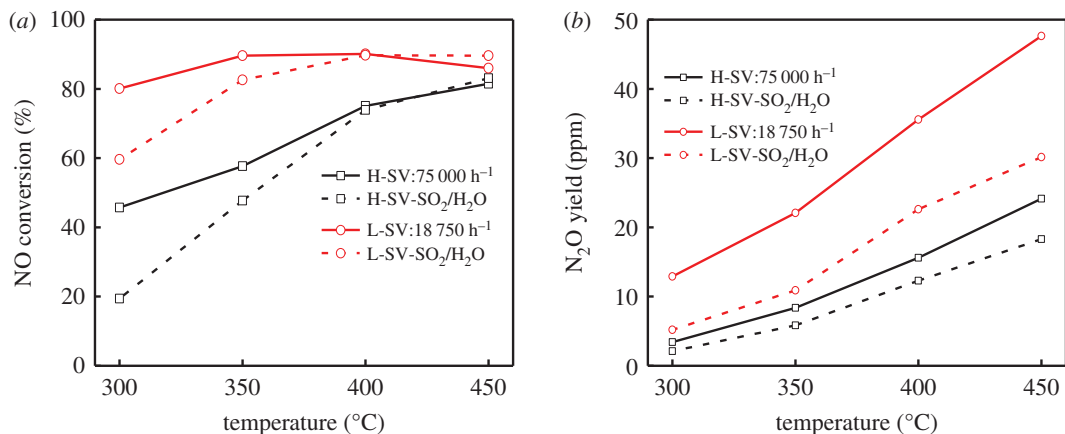 (a)
100
80
60
40
20
0
NO conversion (%)
H-SV:75 000 h⁻¹
H-SV-SO₂/H₂O
L-SV:18 750 h⁻¹
L-SV-SO₂/H₂O
300 350 400 450
temperature (°C)
(b)
50
40
30
20
10
0
N₂O yield (ppm)
H-SV:75 000 h⁻¹
H-SV-SO₂/H₂O
L-SV:18 750 h⁻¹
L-SV-SO₂/H₂O
300 350 400 450
temperature (°C)